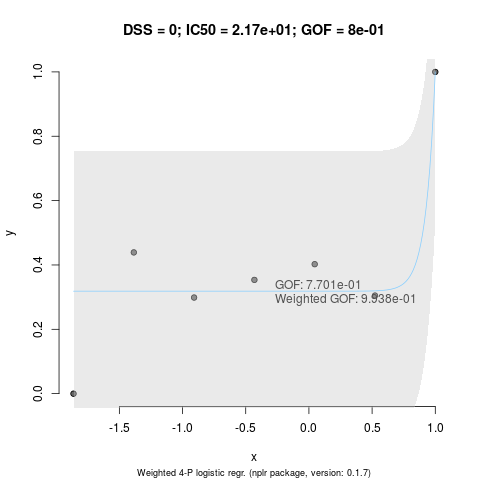 DSS = 0; IC50 = 2.17e+01; GOF = 8e-01
1.0
0.8
0.6
0.4
0.2
0.0
y
GOF: 7.701e-01
Weighted GOF: 9.938e-01
-1.5 -1.0 -0.5 0.0 0.5 1.0
x
Weighted 4-P logistic regr. (nplr package, version: 0.1.7)